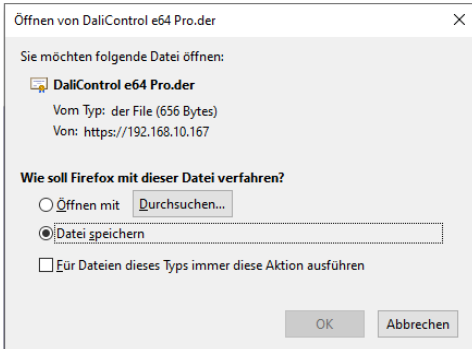 Öffnen von DaliControl e64 Pro.der
Sie möchten folgende Datei öffnen:
DaliControl e64 Pro.der
Vom Typ: der File (656 Bytes)
Von: https://192.168.10.167
Wie soll Firefox mit dieser Datei verfahren?
Öffnen mit Durchsuchen...
Datei speichern
Für Dateien dieses Typs immer diese Aktion ausführen
OK Abbrechen